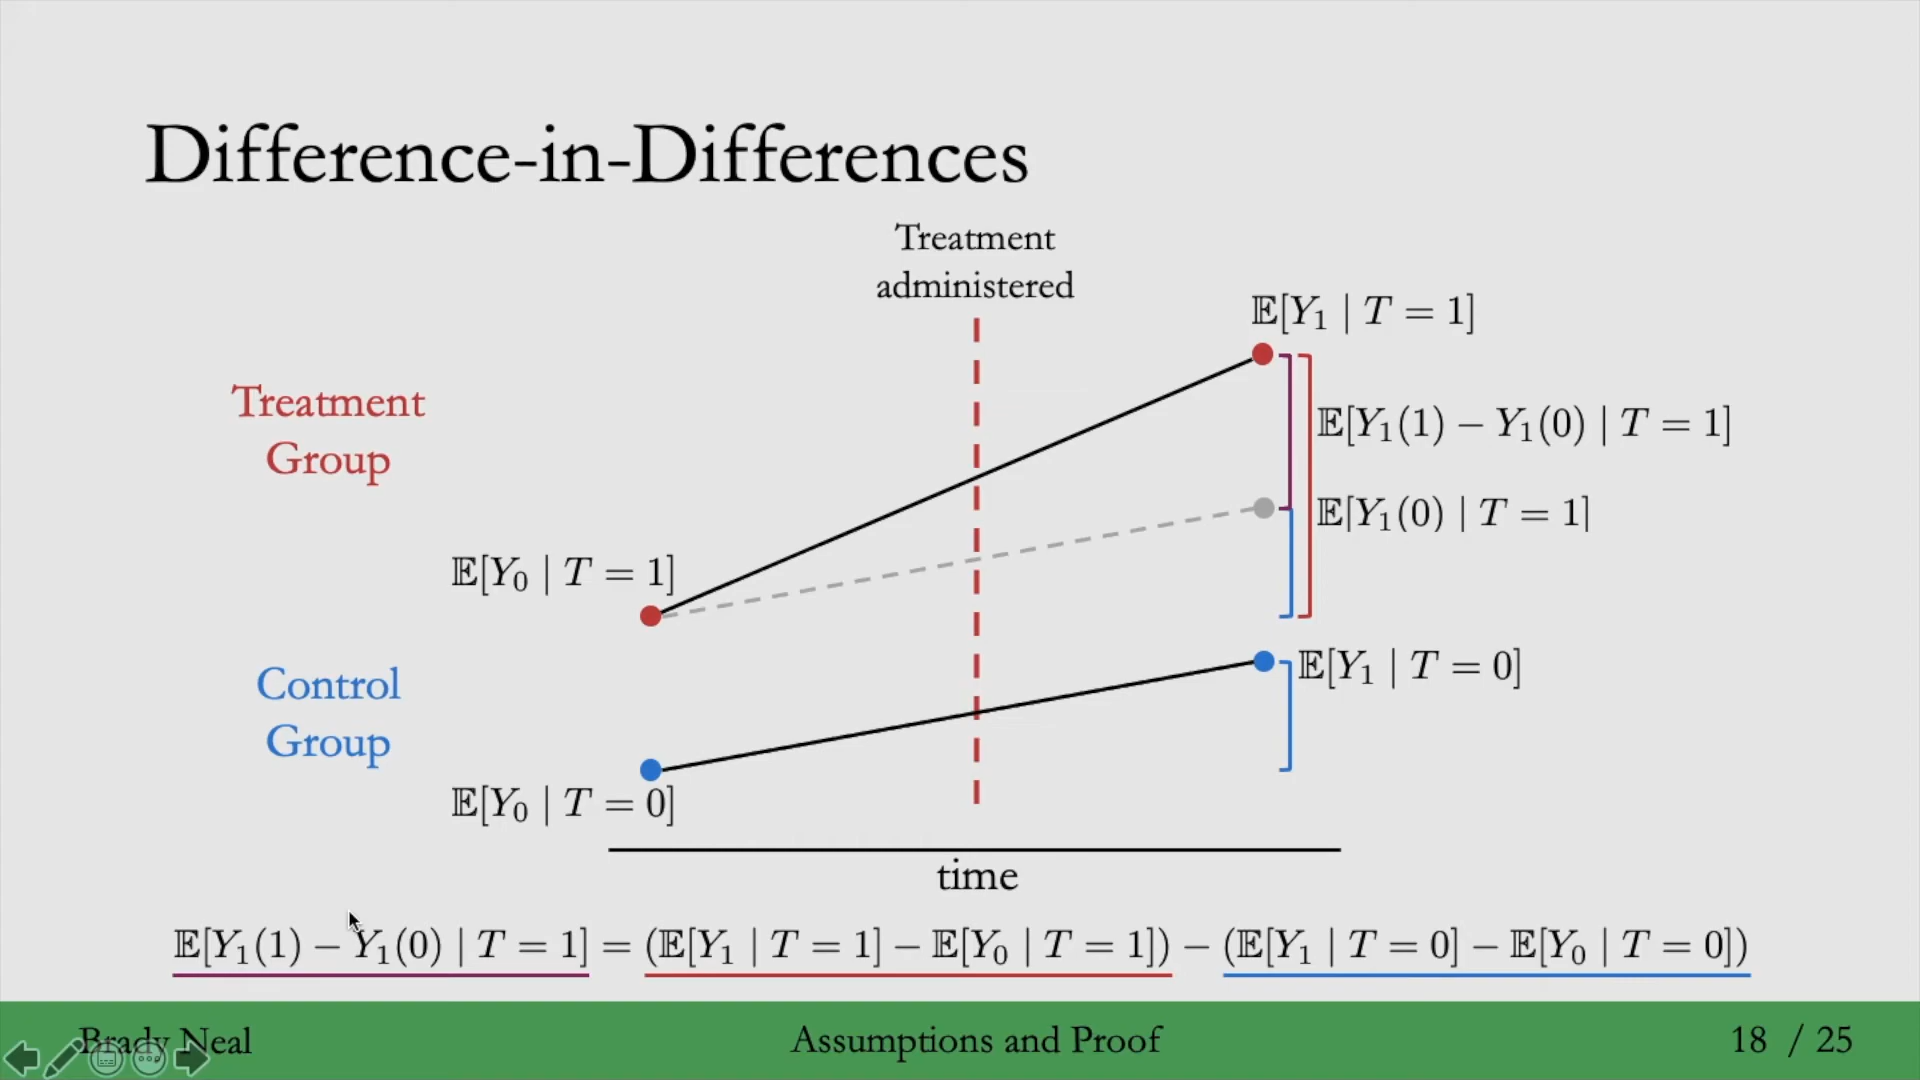 Difference-in-Differences
Treatment
administered
𝔼[Y₁ | T = 1]
Treatment
Group
𝔼[Y₁(1) − Y₁(0) | T = 1]
𝔼[Y₁(0) | T = 1]
𝔼[Y₀ | T = 1]
Control
Group
𝔼[Y₁ | T = 0]
𝔼[Y₀ | T = 0]
time
𝔼[Y₁(1) − Y₁(0) | T = 1] = (𝔼[Y₁ | T = 1] − 𝔼[Y₀ | T = 1]) − (𝔼[Y₁ | T = 0] − 𝔼[Y₀ | T = 0])
Brady Neal
Assumptions and Proof
18 / 25